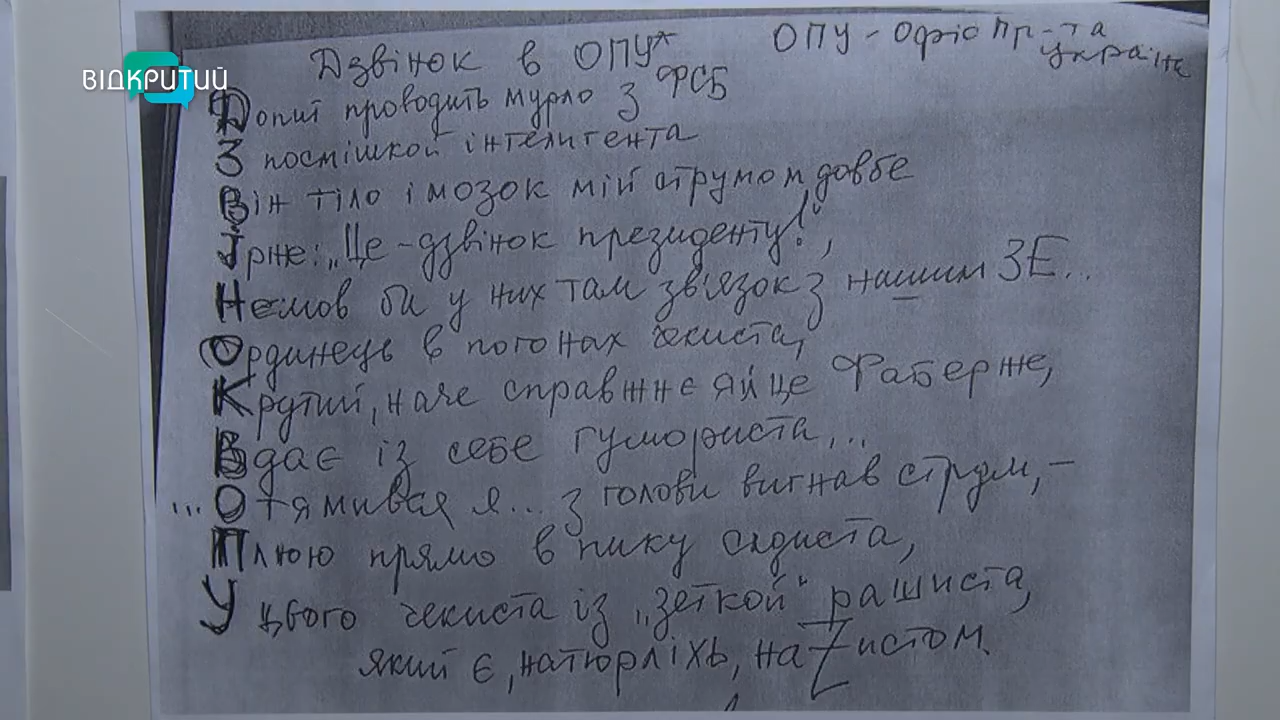 ВІДКРИТИЙ
Дзвінок в ОПУ*
ОПУ - Офіс Пр-та
України
Допит проводить мурло з ФСБ
З посмішкой інтелигента
Він тіло і мозок мій струмом довбе
Ірже: „Це - дзвінок президенту!",
Немов би у них там зв'язок з нашим ЗЕ...
Ординець в погонах чекиста,
Крутий, наче справжнє яйце Фаберже,
Вдає із себе гумориста,..
...Отямився я... з голови вигнав струм, –
Плюю прямо в пику садиста,
У цього чекиста із „зеткой" рашиста,
який є, натюрліхь, наZистом.